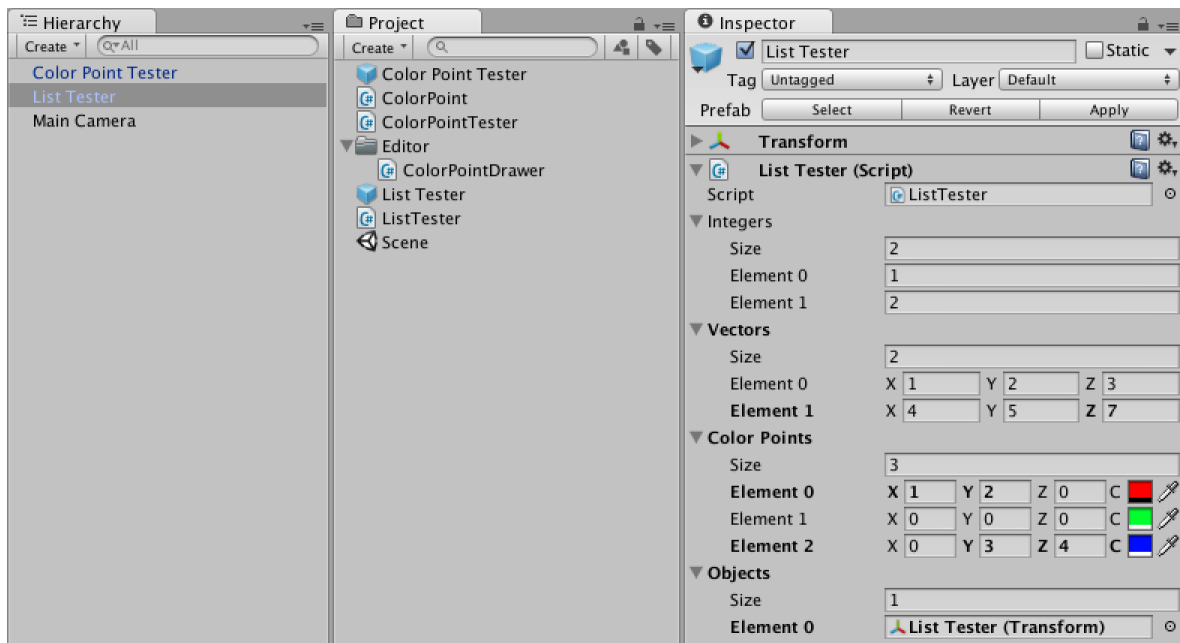 Hierarchy
Create
All
Color Point Tester
List Tester
Main Camera
Project
Create
Color Point Tester
ColorPoint
ColorPointTester
Editor
ColorPointDrawer
List Tester
ListTester
Scene
Inspector
List Tester Static
Tag Untagged Layer Default
Prefab Select Revert Apply
Transform
List Tester (Script)
Script ListTester
Integers
Size 2
Element 0 1
Element 1 2
Vectors
Size 2
Element 0 X 1 Y 2 Z 3
Element 1 X 4 Y 5 Z 7
Color Points
Size 3
Element 0 X 1 Y 2 Z 0 C
Element 1 X 0 Y 0 Z 0 C
Element 2 X 0 Y 3 Z 4 C
Objects
Size 1
Element 0 List Tester (Transform)